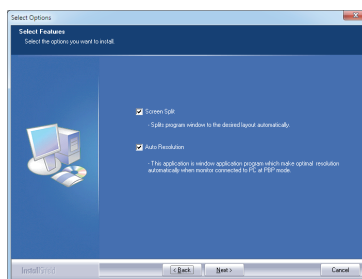 Select Options
Select Features
Select the options you want to install.
Screen Split
- Splits program window to the desired layout automatically.
Auto Resolution
- This application is window application program which make optimal resolution
automatically when monitor connected to PC at PBP mode.
InstallShield
< Back
Next >
Cancel